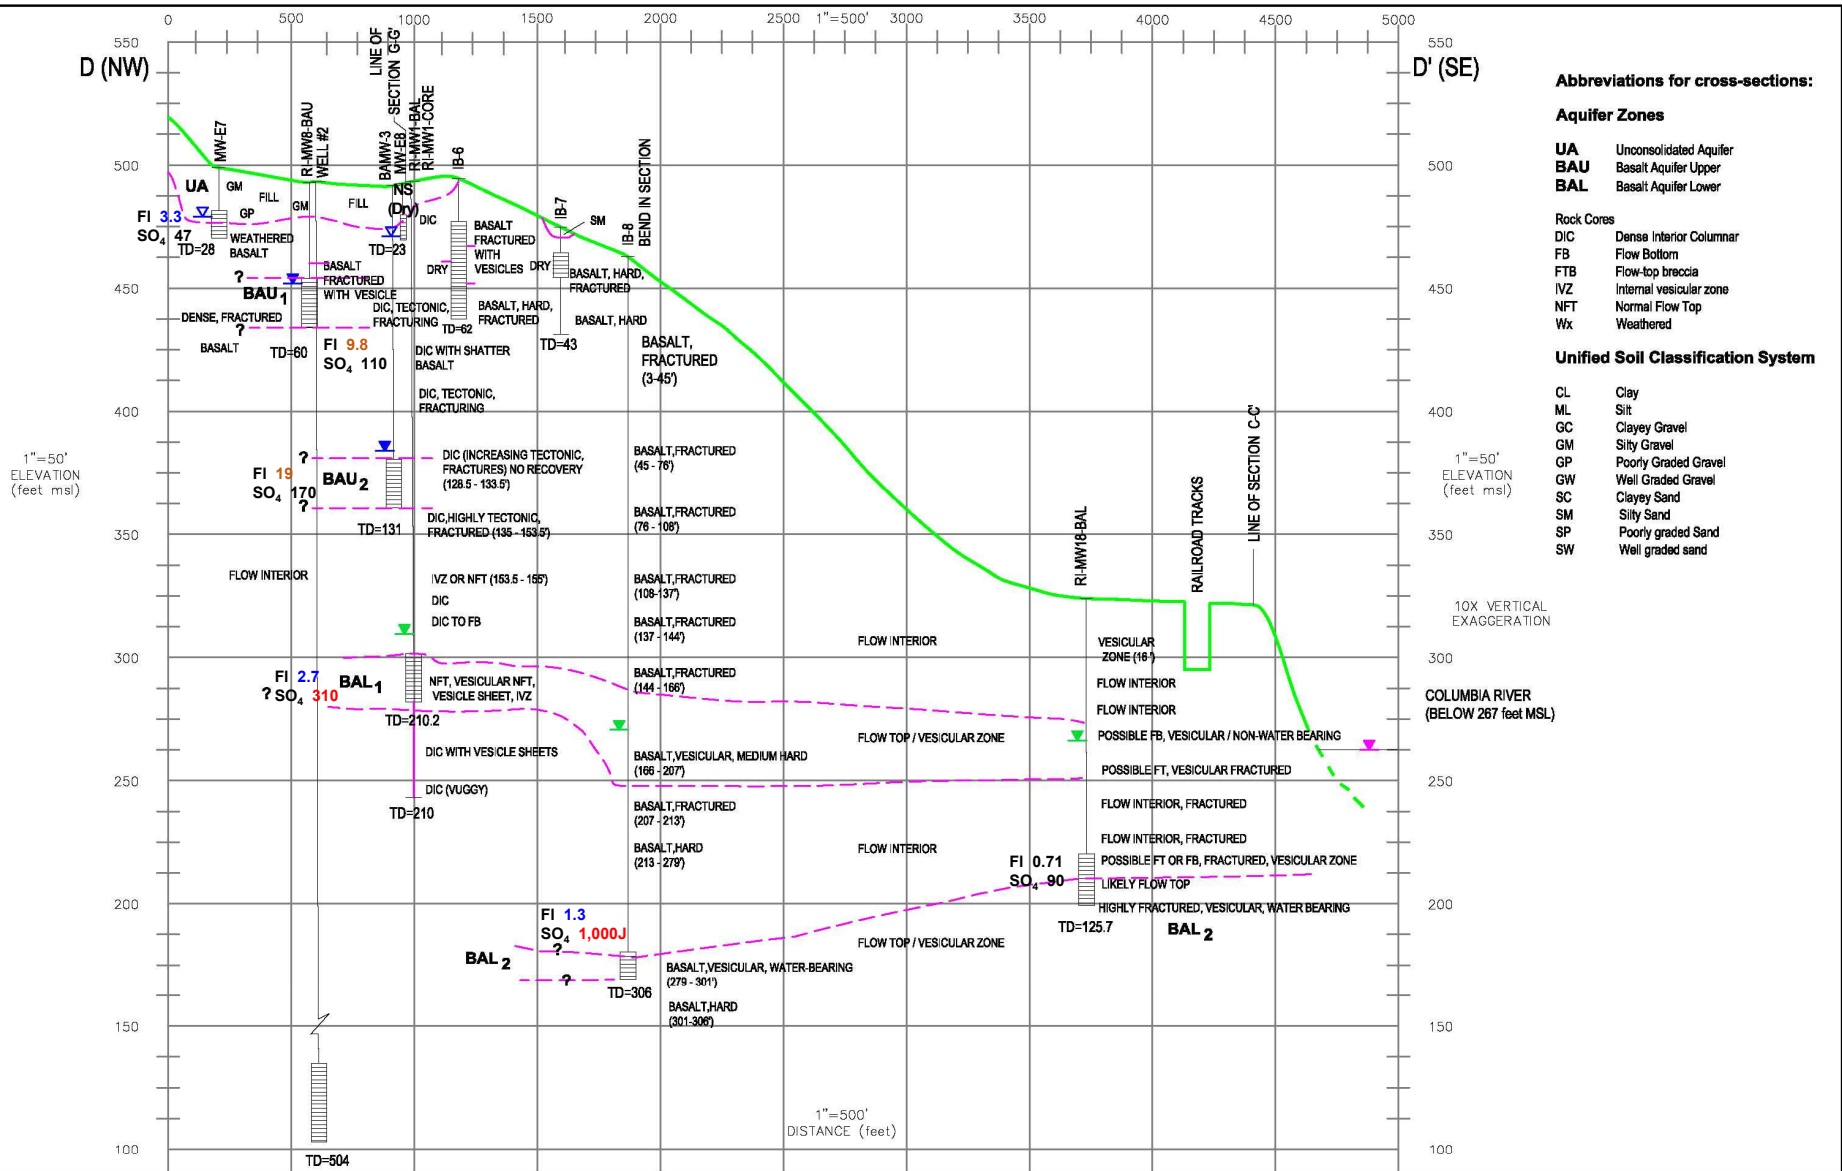 0 500 1000 1500 2000 1"=500' 2500 3000 3500 4000 4500 5000
550
550
D (NW)
D' (SE)
LINE OF
SECTION G-G'
MW-E7
RI-MW8-BAU
WELL #2
BAMW-3
MW-E8
RI-MW1-BAL
RI-MW1-CORE
IB-6
IB-7
IB-8
BEND IN SECTION
500
500
UA
GM
FILL
GP
GM
FILL
NS
(Dry)
DIC
SM
FI 3.3
SO4 47
TD=28
WEATHERED
BASALT
TD=23
BASALT
FRACTURED
WITH
VESICLES
DRY
DRY
BASALT, HARD,
FRACTURED
?
BAU1
BASALT
FRACTURED
WITH VESICLE
450
450
DENSE, FRACTURED
?
DIC, TECTONIC,
FRACTURING
BASALT, HARD,
FRACTURED
BASALT, HARD
TD=62
BASALT
TD=60
FI 9.8
SO4 110
TD=43
DIC WITH SHATTER
BASALT
BASALT,
FRACTURED
(3-45')
DIC, TECTONIC,
FRACTURING
400
400
1"=50'
ELEVATION
(feet msl)
1"=50'
ELEVATION
(feet msl)
?
FI 19
SO4 170
?
BAU2
DIC (INCREASING TECTONIC,
FRACTURES) NO RECOVERY
(128.5 - 133.5')
BASALT,FRACTURED
(45 - 76')
TD=131
DIC,HIGHLY TECTONIC,
FRACTURED (135 - 153.5')
BASALT,FRACTURED
(76 - 108')
350
350
FLOW INTERIOR
IVZ OR NFT (153.5 - 155')
DIC
DIC TO FB
BASALT,FRACTURED
(108-137')
BASALT,FRACTURED
(137 - 144')
RI-MW18-BAL
RAILROAD TRACKS
LINE OF SECTION C-C'
10X VERTICAL
EXAGGERATION
FLOW INTERIOR
VESICULAR
ZONE (16')
300
300
FI 2.7
? SO4 310
BAL1
NFT, VESICULAR NFT,
VESICLE SHEET, IVZ
BASALT,FRACTURED
(144 - 166')
FLOW INTERIOR
FLOW INTERIOR
COLUMBIA RIVER
(BELOW 267 feet MSL)
TD=210.2
DIC WITH VESICLE SHEETS
BASALT,VESICULAR, MEDIUM HARD
(166 - 207')
FLOW TOP / VESICULAR ZONE
POSSIBLE FB, VESICULAR / NON-WATER BEARING
POSSIBLE FT, VESICULAR FRACTURED
250
250
DIC (VUGGY)
TD=210
BASALT,FRACTURED
(207 - 213')
FLOW INTERIOR, FRACTURED
BASALT,HARD
(213 - 279')
FLOW INTERIOR
FLOW INTERIOR, FRACTURED
FI 0.71
SO4 90
POSSIBLE FT OR FB, FRACTURED, VESICULAR ZONE
LIKELY FLOW TOP
200
200
HIGHLY FRACTURED, VESICULAR, WATER BEARING
TD=125.7
BAL2
FI 1.3
SO4 1,000J
?
BAL2
?
FLOW TOP / VESICULAR ZONE
BASALT,VESICULAR, WATER-BEARING
(279 - 301')
TD=306
BASALT,HARD
(301-306')
150
150
1"=500'
DISTANCE (feet)
100
100
TD=504
Abbreviations for cross-sections:
Aquifer Zones
UA Unconsolidated Aquifer
BAU Basalt Aquifer Upper
BAL Basalt Aquifer Lower
Rock Cores
DIC Dense Interior Columnar
FB Flow Bottom
FTB Flow-top breccia
IVZ Internal vesicular zone
NFT Normal Flow Top
Wx Weathered
Unified Soil Classification System
CL Clay
ML Silt
GC Clayey Gravel
GM Silty Gravel
GP Poorly Graded Gravel
GW Well Graded Gravel
SC Clayey Sand
SM Silty Sand
SP Poorly graded Sand
SW Well graded sand